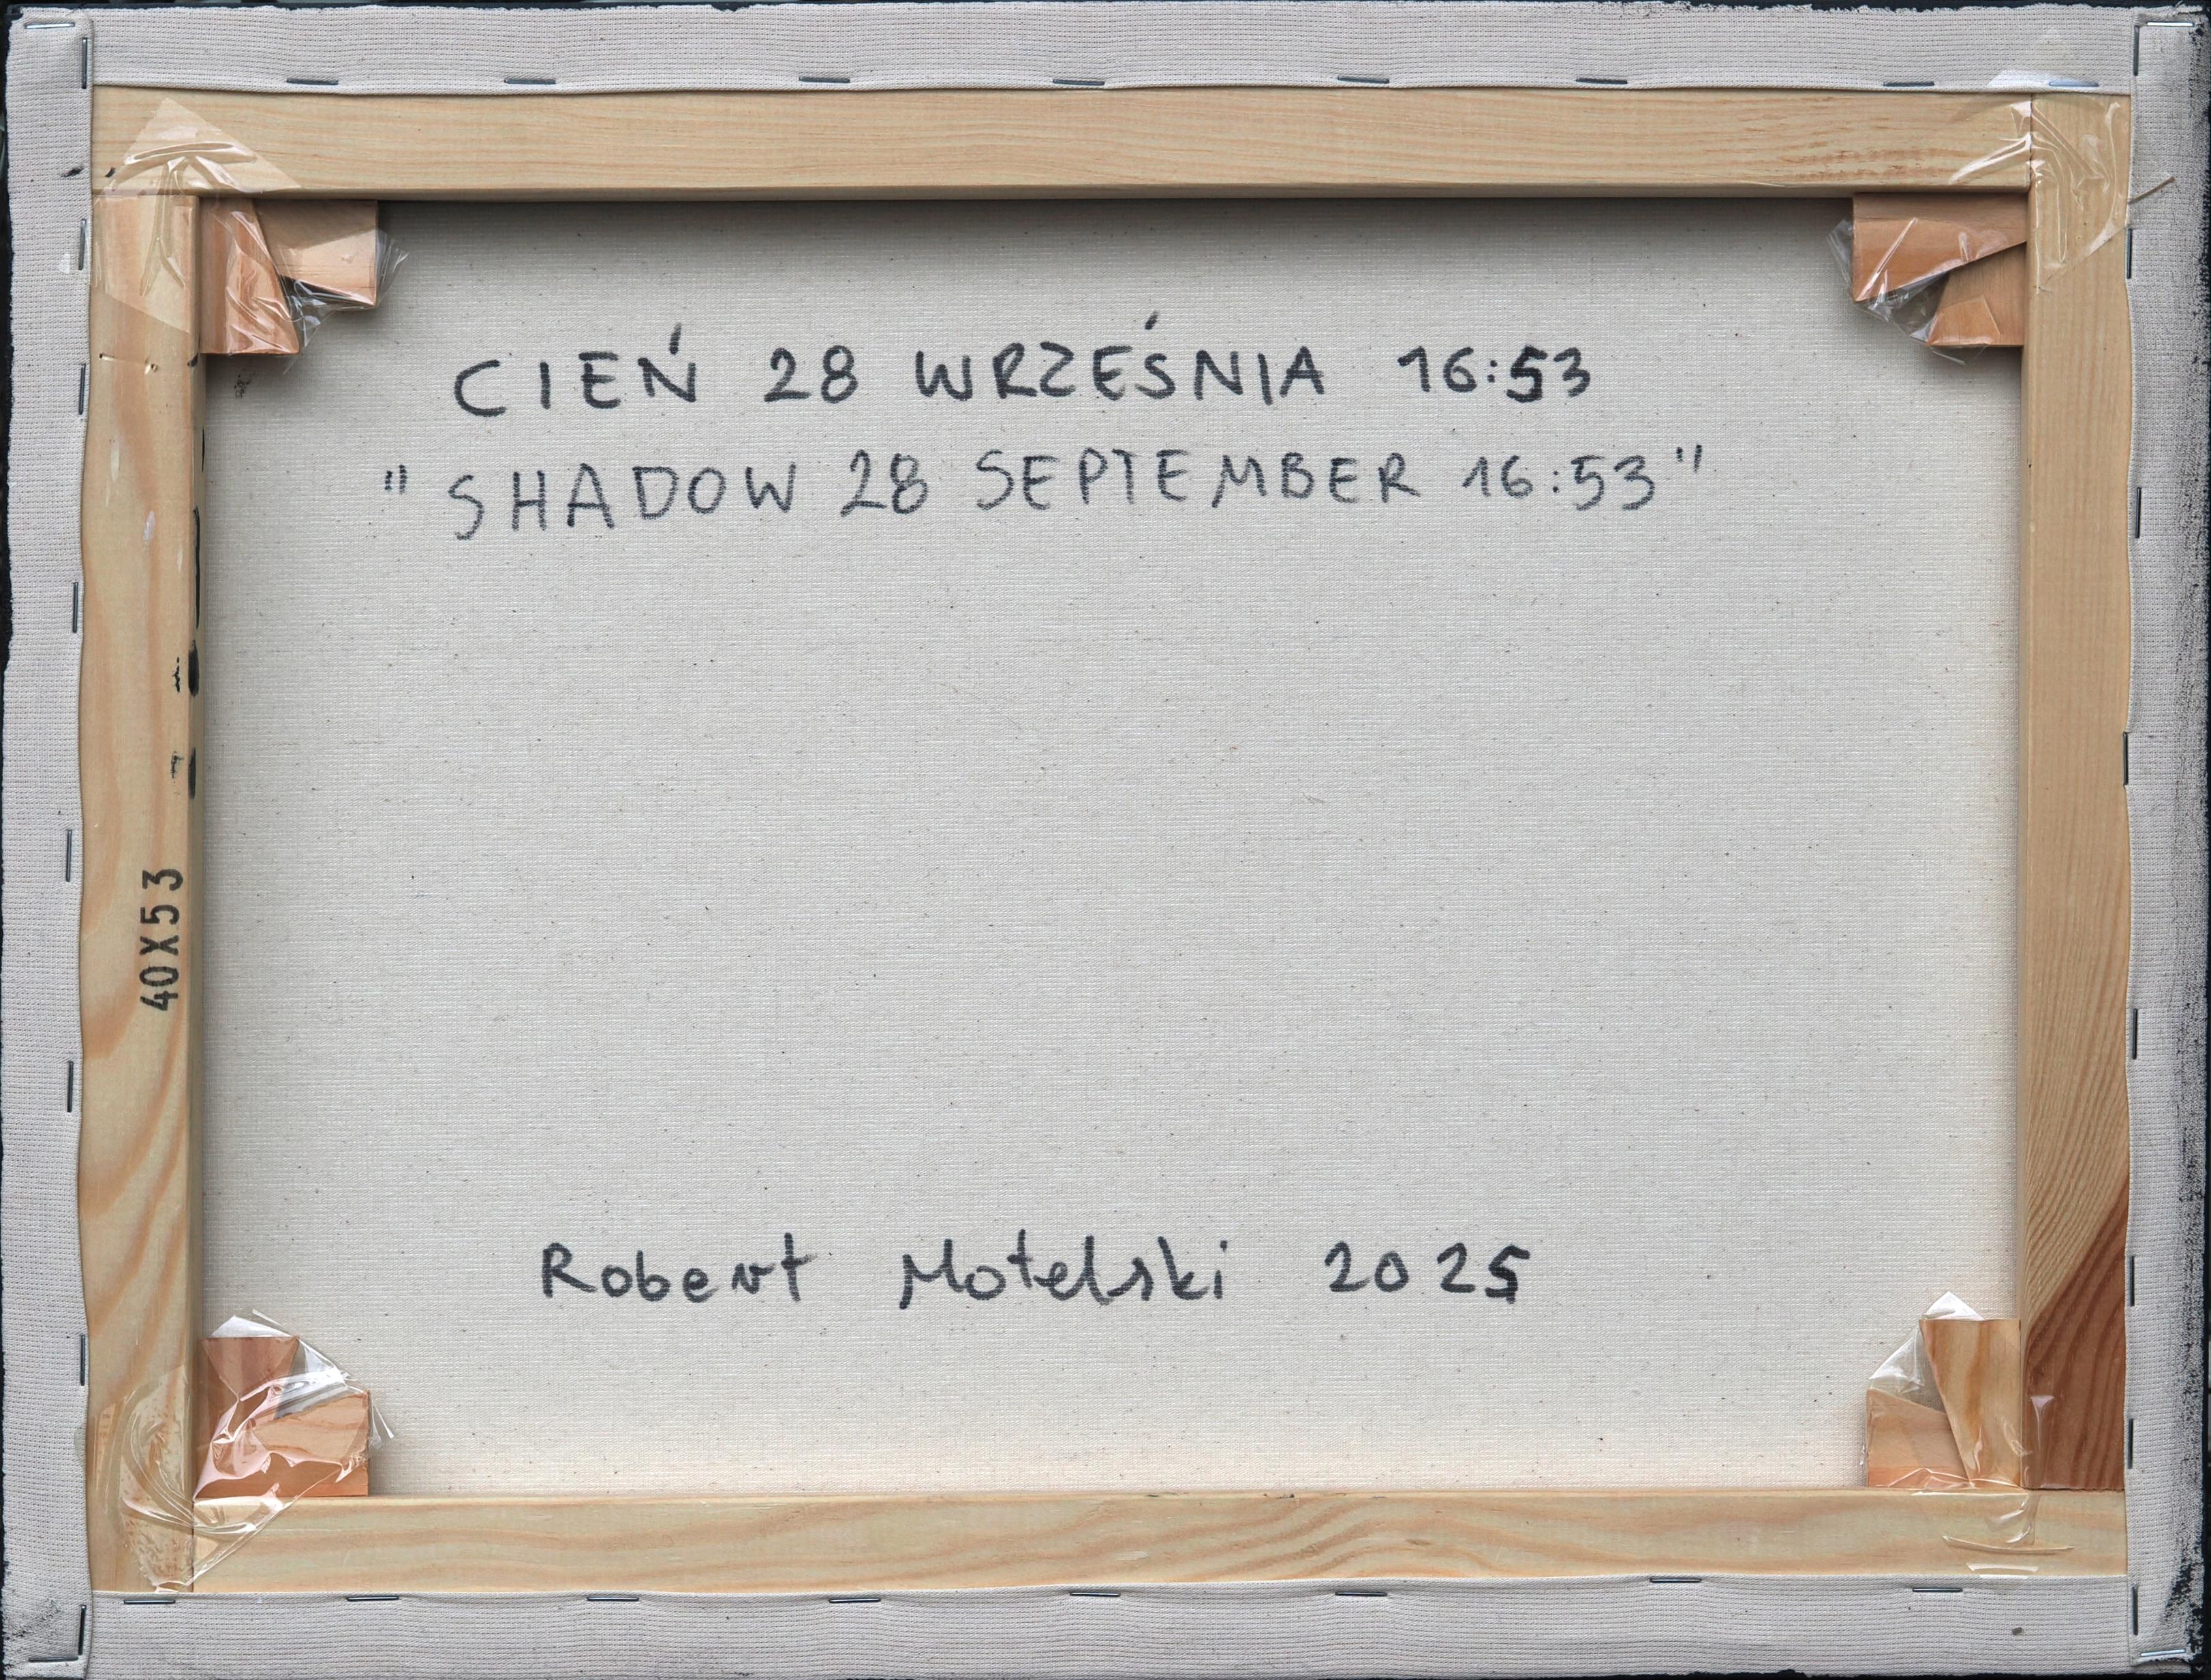 CIEŃ 28 WRZEŚNIA 16:53
"SHADOW 28 SEPTEMBER 16:53"
40X53
Robert Motelski 2025